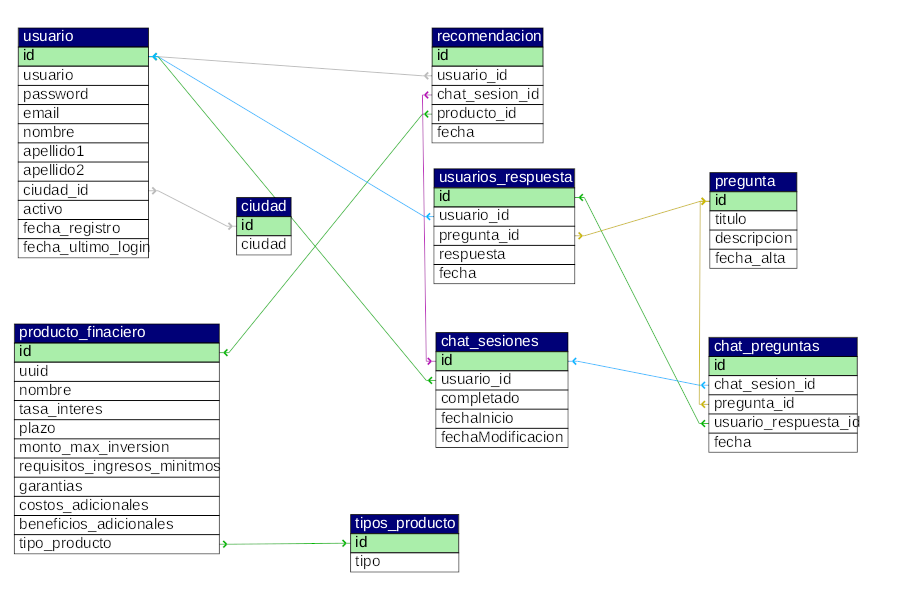 usuario
id
usuario
password
email
nombre
apellido1
apellido2
ciudad_id
activo
fecha_registro
fecha_ultimo_login
ciudad
id
ciudad
recomendacion
id
usuario_id
chat_sesion_id
producto_id
fecha
usuarios_respuesta
id
usuario_id
pregunta_id
respuesta
fecha
pregunta
id
titulo
descripcion
fecha_alta
producto_finaciero
id
uuid
nombre
tasa_interes
plazo
monto_max_inversion
requisitos_ingresos_minitmos
garantias
costos_adicionales
beneficios_adicionales
tipo_producto
chat_sesiones
id
usuario_id
completado
fechaInicio
fechaModificacion
chat_preguntas
id
chat_sesion_id
pregunta_id
usuario_respuesta_id
fecha
tipos_producto
id
tipo